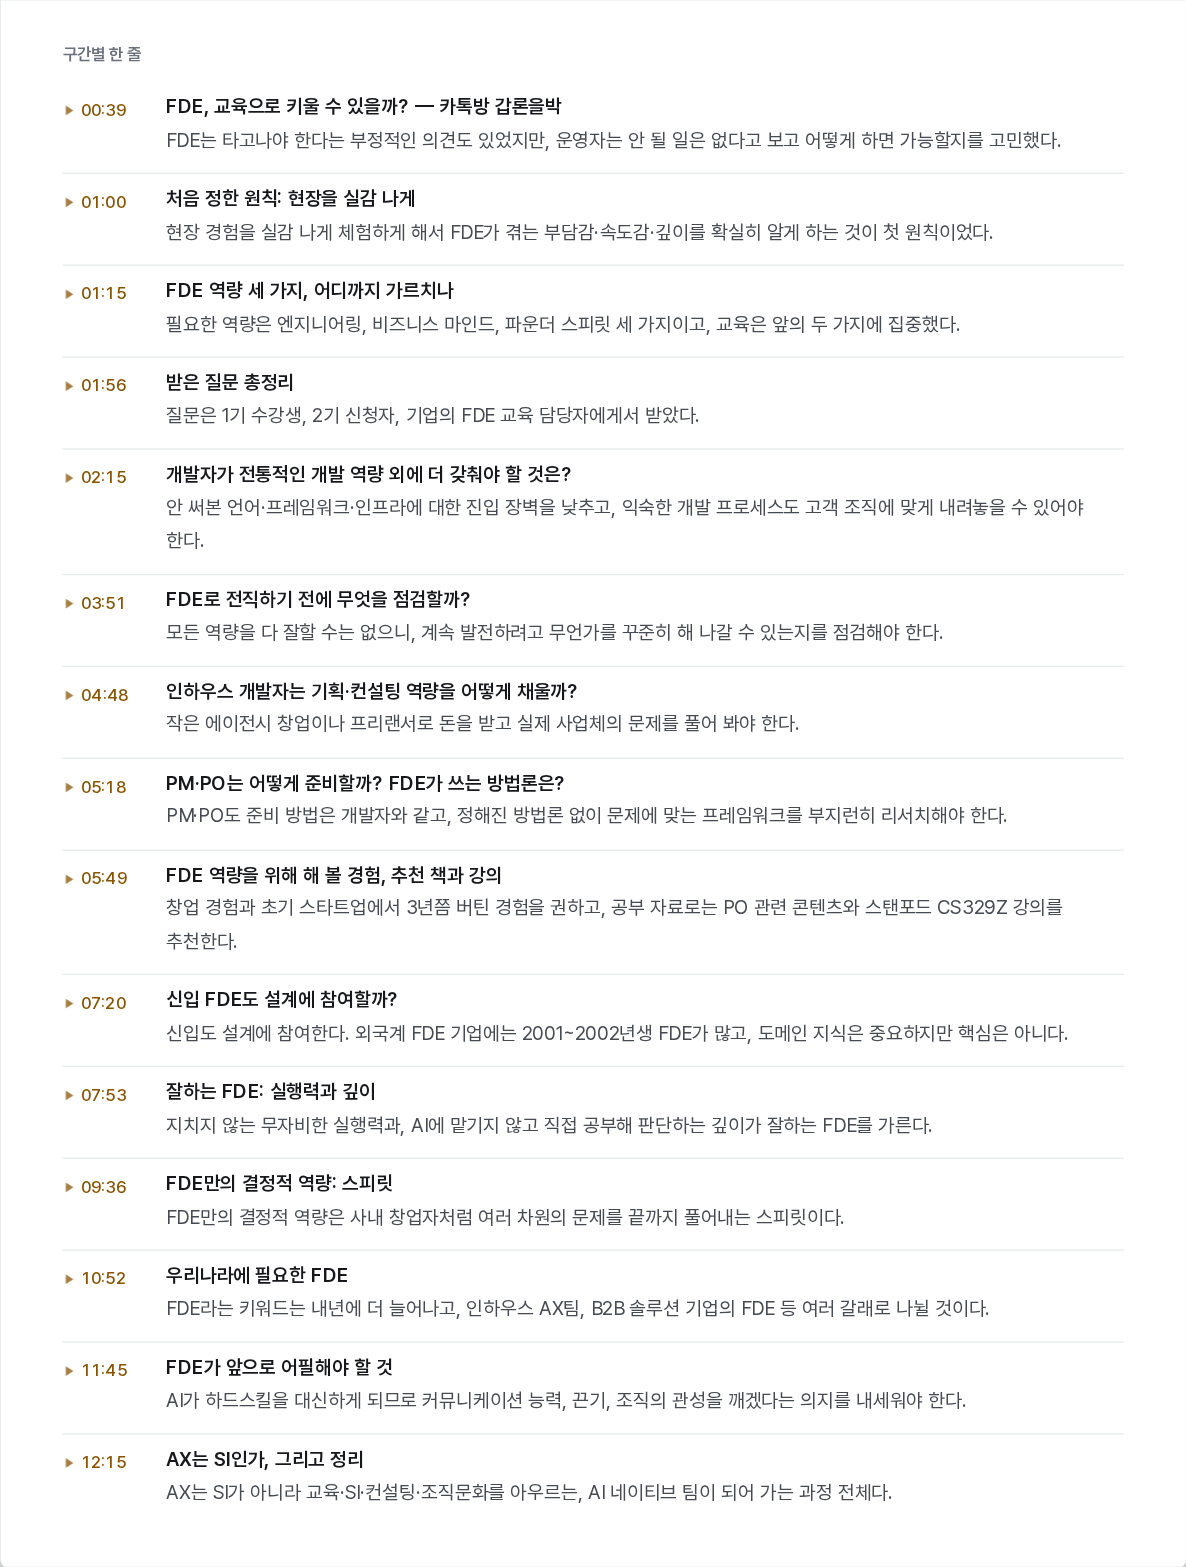 구간별 한 줄
▶ 00:39
FDE, 교육으로 키울 수 있을까? — 카톡방 갑론을박
FDE는 타고나야 한다는 부정적인 의견도 있었지만, 운영자는 안 될 일은 없다고 보고 어떻게 하면 가능할지를 고민했다.
▶ 01:00
처음 정한 원칙: 현장을 실감 나게
현장 경험을 실감 나게 체험하게 해서 FDE가 겪는 부담감·속도감·깊이를 확실히 알게 하는 것이 첫 원칙이었다.
▶ 01:15
FDE 역량 세 가지, 어디까지 가르치나
필요한 역량은 엔지니어링, 비즈니스 마인드, 파운더 스피릿 세 가지이고, 교육은 앞의 두 가지에 집중했다.
▶ 01:56
받은 질문 총정리
질문은 1기 수강생, 2기 신청자, 기업의 FDE 교육 담당자에게서 받았다.
▶ 02:15
개발자가 전통적인 개발 역량 외에 더 갖춰야 할 것은?
안 써본 언어·프레임워크·인프라에 대한 진입 장벽을 낮추고, 익숙한 개발 프로세스도 고객 조직에 맞게 내려놓을 수 있어야
한다.
▶ 03:51
FDE로 전직하기 전에 무엇을 점검할까?
모든 역량을 다 잘할 수는 없으니, 계속 발전하려고 무언가를 꾸준히 해 나갈 수 있는지를 점검해야 한다.
▶ 04:48
인하우스 개발자는 기획·컨설팅 역량을 어떻게 채울까?
작은 에이전시 창업이나 프리랜서로 돈을 받고 실제 사업체의 문제를 풀어 봐야 한다.
▶ 05:18
PM·PO는 어떻게 준비할까? FDE가 쓰는 방법론은?
PM·PO도 준비 방법은 개발자와 같고, 정해진 방법론 없이 문제에 맞는 프레임워크를 부지런히 리서치해야 한다.
▶ 05:49
FDE 역량을 위해 해 볼 경험, 추천 책과 강의
창업 경험과 초기 스타트업에서 3년쯤 버틴 경험을 권하고, 공부 자료로는 PO 관련 콘텐츠와 스탠포드 CS329Z 강의를
추천한다.
▶ 07:20
신입 FDE도 설계에 참여할까?
신입도 설계에 참여한다. 외국계 FDE 기업에는 2001~2002년생 FDE가 많고, 도메인 지식은 중요하지만 핵심은 아니다.
▶ 07:53
잘하는 FDE: 실행력과 깊이
지치지 않는 무자비한 실행력과, AI에 맡기지 않고 직접 공부해 판단하는 깊이가 잘하는 FDE를 가른다.
▶ 09:36
FDE만의 결정적 역량: 스피릿
FDE만의 결정적 역량은 사내 창업자처럼 여러 차원의 문제를 끝까지 풀어내는 스피릿이다.
▶ 10:52
우리나라에 필요한 FDE
FDE라는 키워드는 내년에 더 늘어나고, 인하우스 AX팀, B2B 솔루션 기업의 FDE 등 여러 갈래로 나뉠 것이다.
▶ 11:45
FDE가 앞으로 어필해야 할 것
AI가 하드스킬을 대신하게 되므로 커뮤니케이션 능력, 끈기, 조직의 관성을 깨겠다는 의지를 내세워야 한다.
▶ 12:15
AX는 SI인가, 그리고 정리
AX는 SI가 아니라 교육·SI·컨설팅·조직문화를 아우르는, AI 네이티브 팀이 되어 가는 과정 전체다.